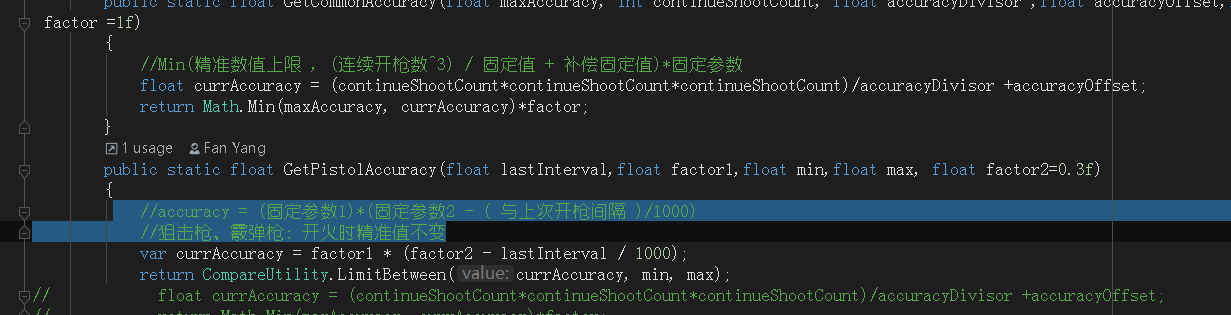 public static float GetCommonAccuracy(float maxAccuracy, int continueShootCount, float accuracyDivisor ,float accuracyOffset,
factor =1f)
{
//Min(精准数值上限 , (连续开枪数^3) / 固定值 + 补偿固定值)*固定参数
float currAccuracy = (continueShootCount*continueShootCount*continueShootCount)/accuracyDivisor +accuracyOffset;
return Math.Min(maxAccuracy, currAccuracy)*factor;
}
1 usage Fan Yang
public static float GetPistolAccuracy(float lastInterval,float factor1,float min,float max, float factor2=0.3f)
{
//accuracy = (固定参数1)*(固定参数2 - ( 与上次开枪间隔 )/1000)
//狙击枪、霰弹枪: 开火时精准值不变
var currAccuracy = factor1 * (factor2 - lastInterval / 1000);
return CompareUtility.LimitBetween( value: currAccuracy, min, max);
// float currAccuracy = (continueShootCount*continueShootCount*continueShootCount)/accuracyDivisor +accuracyOffset;
// return Math.Min(maxAccuracy, currAccuracy)*factor;